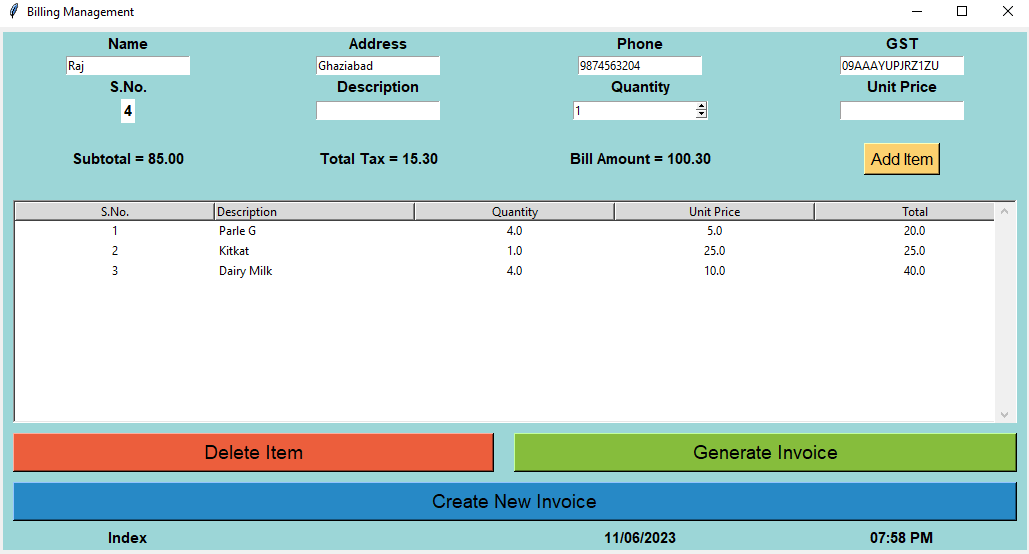 Billing Management
Name Address Phone GST
Raj Ghaziabad 9874563204 09AAAYUPJRZ1ZU
S.No. Description Quantity Unit Price
4 1
Subtotal = 85.00 Total Tax = 15.30 Bill Amount = 100.30 Add Item
S.No. Description Quantity Unit Price Total
1 Parle G 4.0 5.0 20.0
2 Kitkat 1.0 25.0 25.0
3 Dairy Milk 4.0 10.0 40.0
Delete Item Generate Invoice
Create New Invoice
Index 11/06/2023 07:58 PM